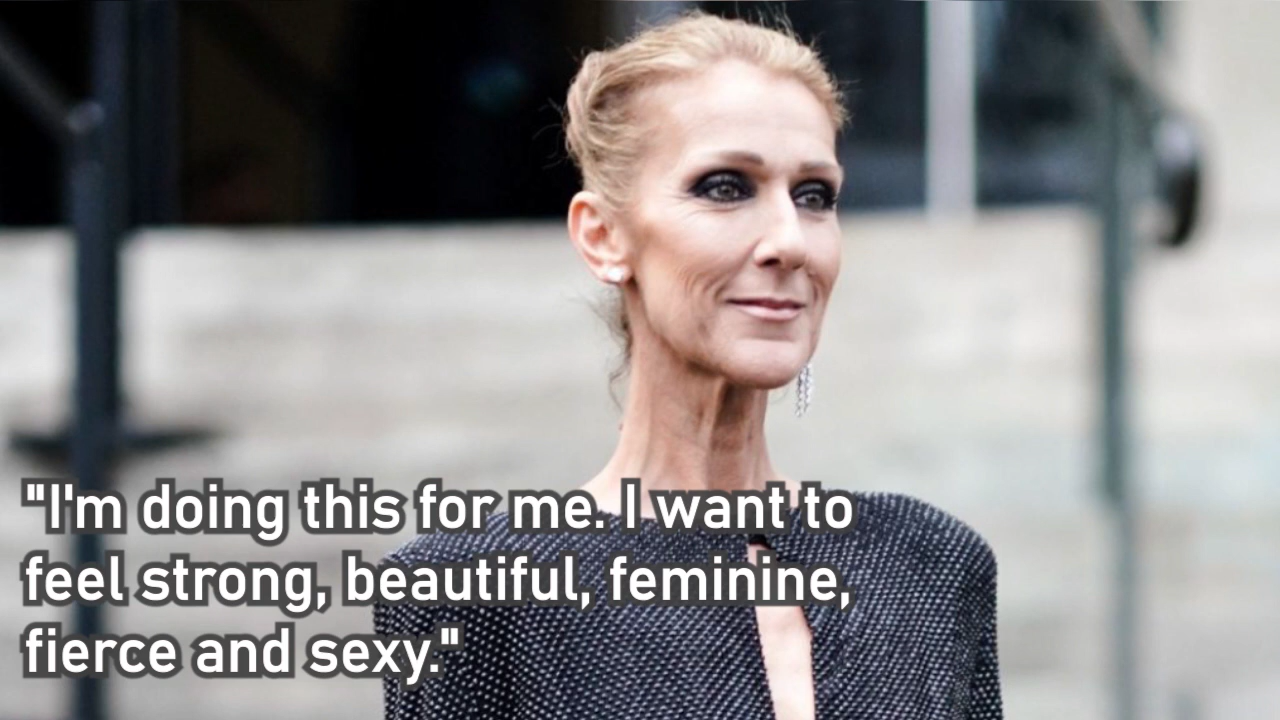 "I'm doing this for me. I want to
feel strong, beautiful, feminine,
fierce and sexy."